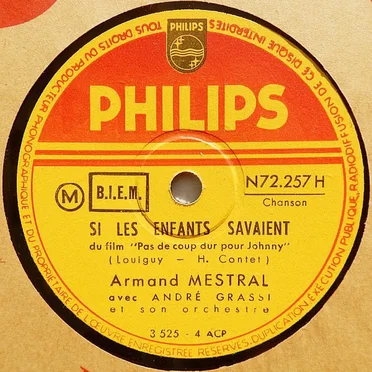 TOUS DROITS DU PRODUCTEUR PHONOGRAPHIQUE ET DU PROPRIÉTAIRE DE L'ŒUVRE ENREGISTRÉE RÉSERVÉS. DUPLICATION, EXÉCUTION PUBLIQUE, RADIODIFFUSION DE CE DISQUE INTERDITES
PHILIPS
PHILIPS
M
B.I.E.M.
N72.257 H
Chanson
SI LES ENFANTS SAVAIENT
du film "Pas de coup dur pour Johnny"
(Louiguy — H. Contet)
Armand MESTRAL
avec ANDRÉ GRASSI
et son orchestre
3 525 - 4 ACP